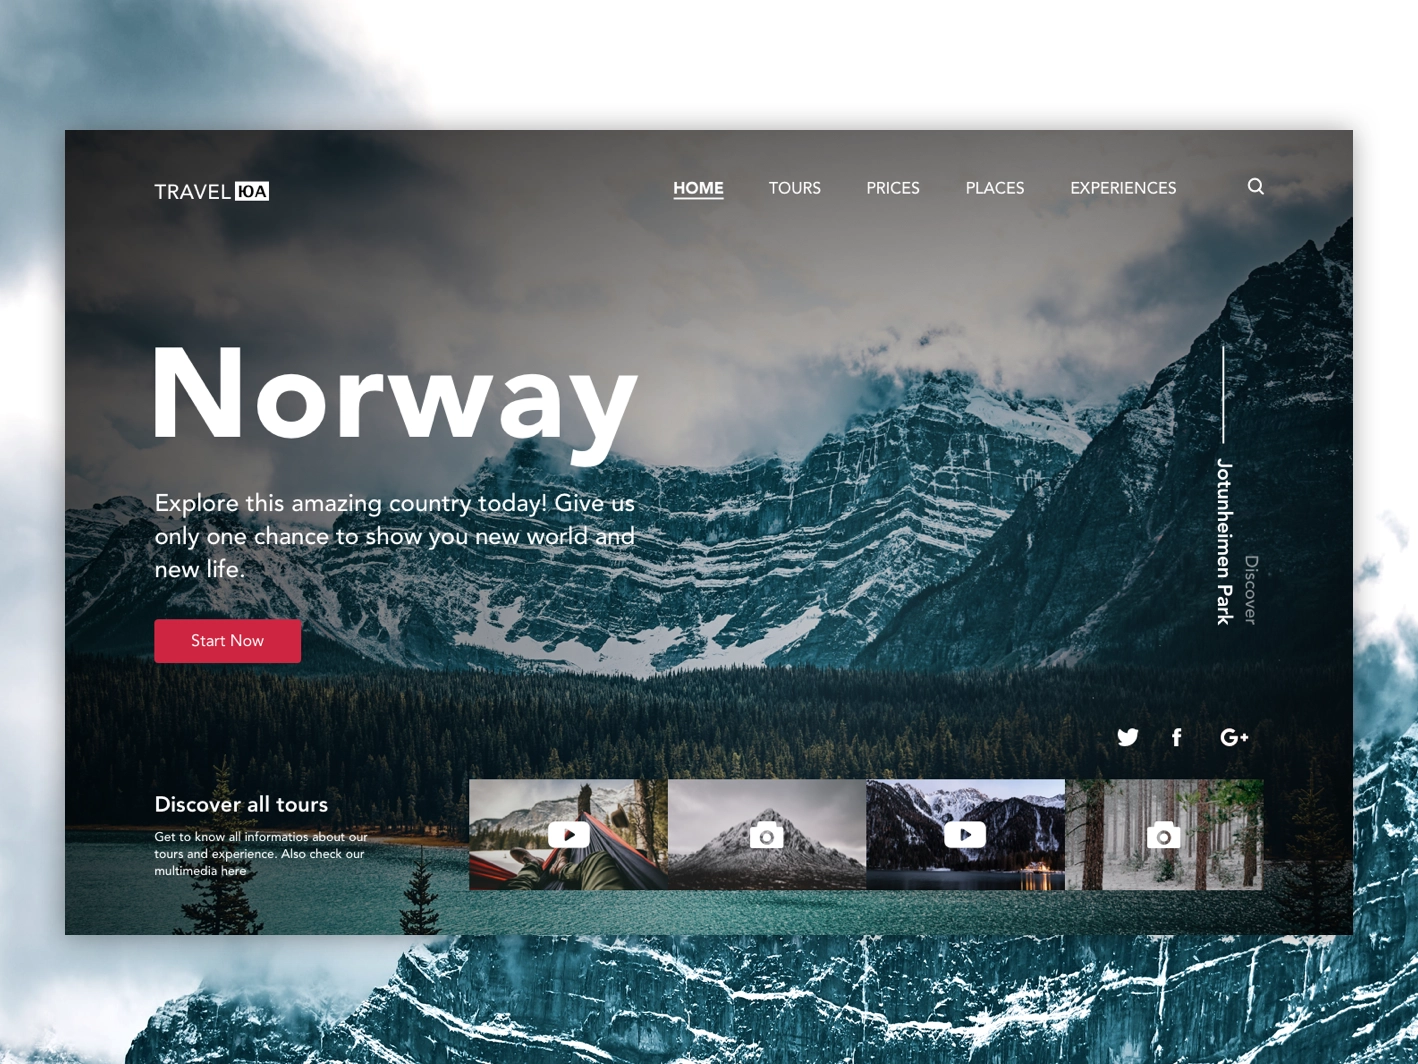 TRAVEL ЮА
HOME TOURS PRICES PLACES EXPERIENCES
Norway
Explore this amazing country today! Give us
only one chance to show you new world and
new life.
Start Now
Jotunheimen Park
Discover
Discover all tours
Get to know all informatios about our
tours and experience. Also check our
multimedia here
f
G+